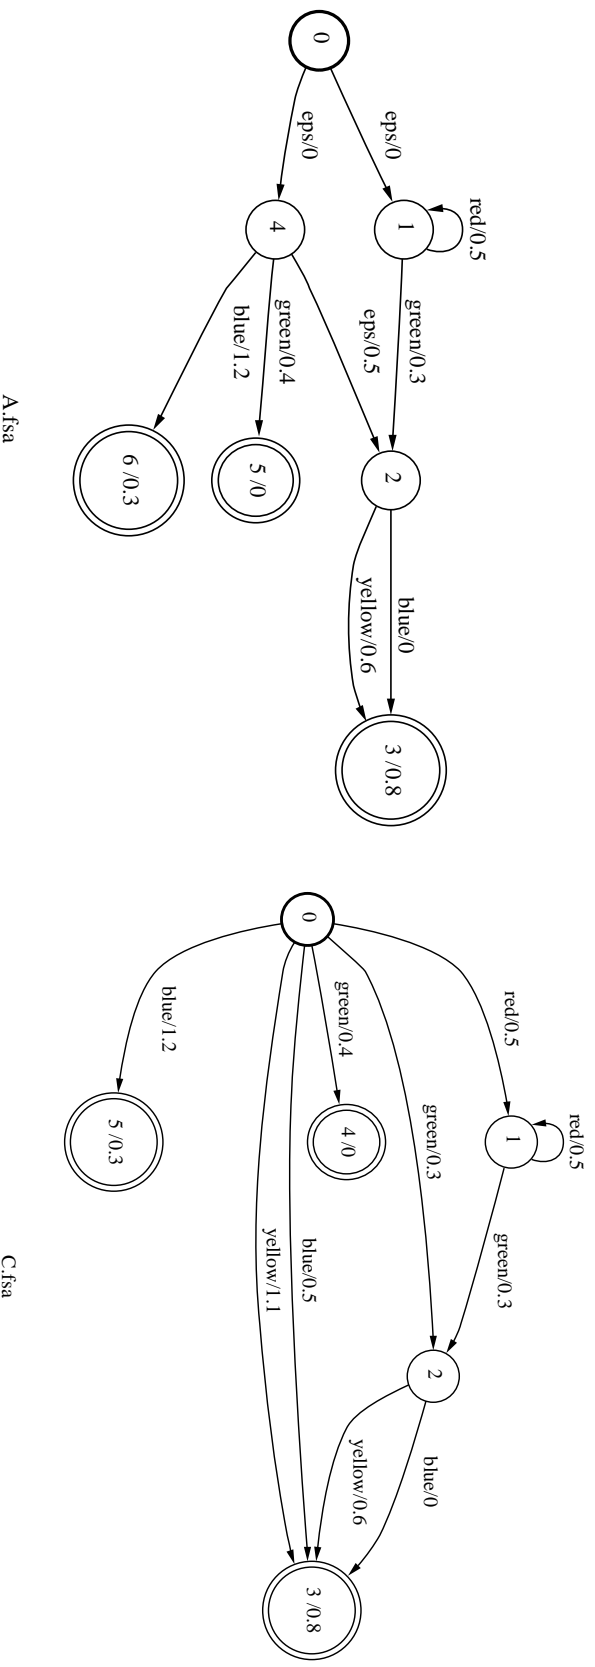 0
eps/0
1
red/0.5
green/0.3
eps/0
4
eps/0.5
green/0.4
blue/1.2
2
blue/0
yellow/0.6
3 /0.8
5 /0
6 /0.3
A.fsa
0
red/0.5
1
red/0.5
green/0.3
green/0.3
green/0.4
4 /0
2
blue/0
yellow/0.6
blue/0.5
yellow/1.1
3 /0.8
blue/1.2
5 /0.3
C.fsa